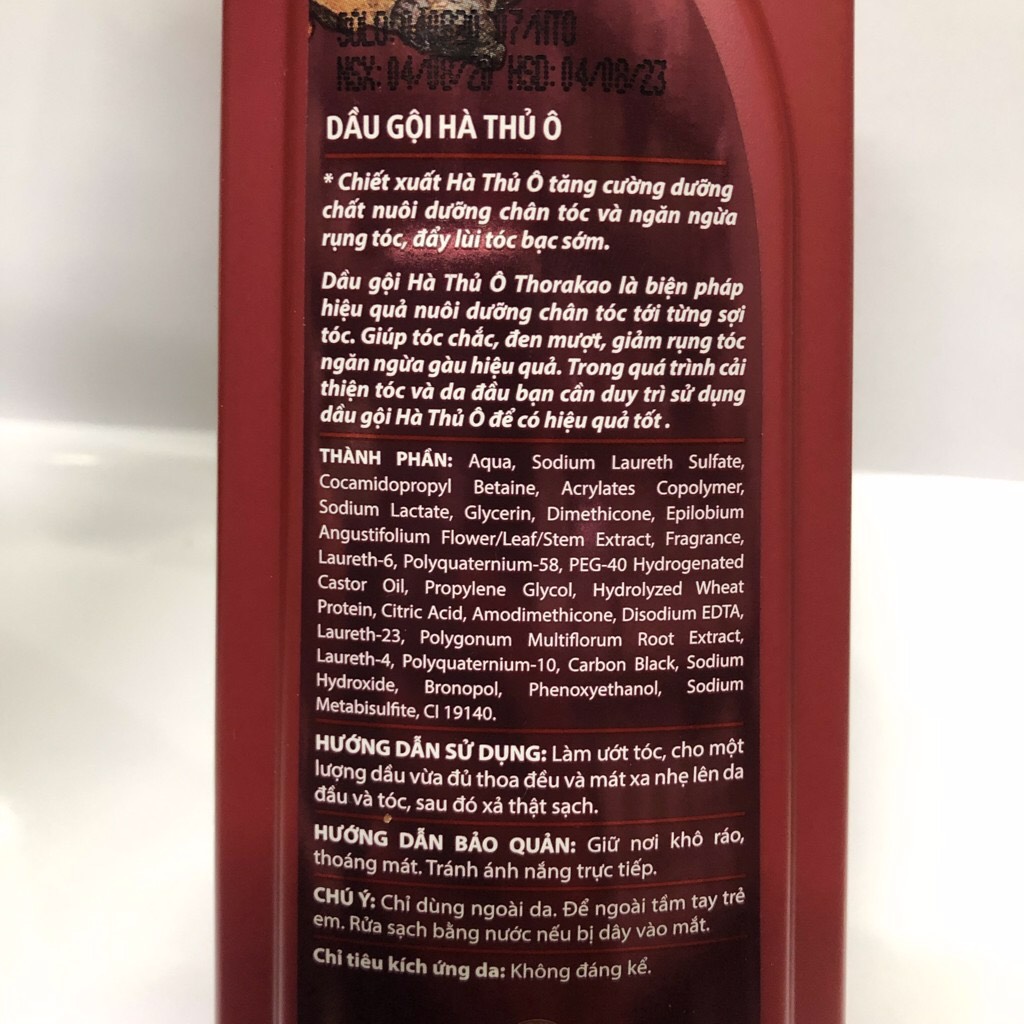 NSX: 04/08/20 HSD: 04/08/23
DẦU GỘI HÀ THỦ Ô
* Chiết xuất Hà Thủ Ô tăng cường dưỡng
chất nuôi dưỡng chân tóc và ngăn ngừa
rụng tóc, đẩy lùi tóc bạc sớm.
Dầu gội Hà Thủ Ô Thorakao là biện pháp
hiệu quả nuôi dưỡng chân tóc tới từng sợi
tóc. Giúp tóc chắc, đen mượt, giảm rụng tóc
ngăn ngừa gàu hiệu quả. Trong quá trình cải
thiện tóc và da đầu bạn cần duy trì sử dụng
dầu gội Hà Thủ Ô để có hiệu quả tốt .
THÀNH PHẦN: Aqua, Sodium Laureth Sulfate,
Cocamidopropyl Betaine, Acrylates Copolymer,
Sodium Lactate, Glycerin, Dimethicone, Epilobium
Angustifolium Flower/Leaf/Stem Extract, Fragrance,
Laureth-6, Polyquaternium-58, PEG-40 Hydrogenated
Castor Oil, Propylene Glycol, Hydrolyzed Wheat
Protein, Citric Acid, Amodimethicone, Disodium EDTA,
Laureth-23, Polygonum Multiflorum Root Extract,
Laureth-4, Polyquaternium-10, Carbon Black, Sodium
Hydroxide, Bronopol, Phenoxyethanol, Sodium
Metabisulfite, CI 19140.
HƯỚNG DẪN SỬ DỤNG: Làm ướt tóc, cho một
lượng dầu vừa đủ thoa đều và mát xa nhẹ lên da
đầu và tóc, sau đó xả thật sạch.
HƯỚNG DẪN BẢO QUẢN: Giữ nơi khô ráo,
thoáng mát. Tránh ánh nắng trực tiếp.
CHÚ Ý: Chỉ dùng ngoài da. Để ngoài tầm tay trẻ
em. Rửa sạch bằng nước nếu bị dây vào mắt.
Chỉ tiêu kích ứng da: Không đáng kể.